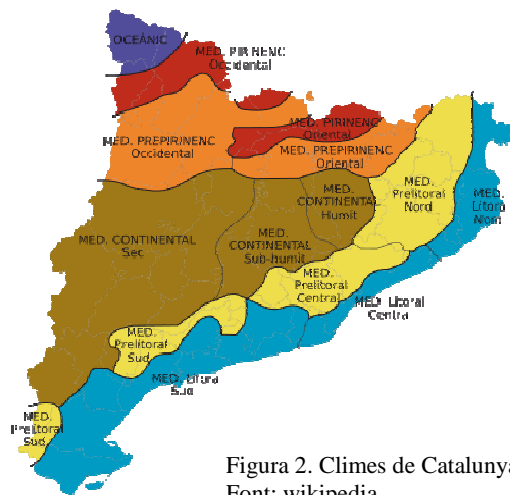 OCEÀNIC
MED. PIRINENC
Occidental
MED. PIRINENC
Oriental
MED. PREPIRINENC
Occidental
MED. PREPIRINENC
Oriental
MED.
Prelitoral
Nord
MED.
Litoral
Nord
MED.
CONTINENTAL
Humit
MED. CONTINENTAL
Sec
MED.
CONTINENTAL
Sub-humit
MED.
Prelitoral
Central
MED. Litoral
Central
MED.
Prelitoral
Sud
MED. Litoral
Sud
MED.
Prelitoral
Sud
Figura 2. Climes de Catalunya
Font: wikipedia